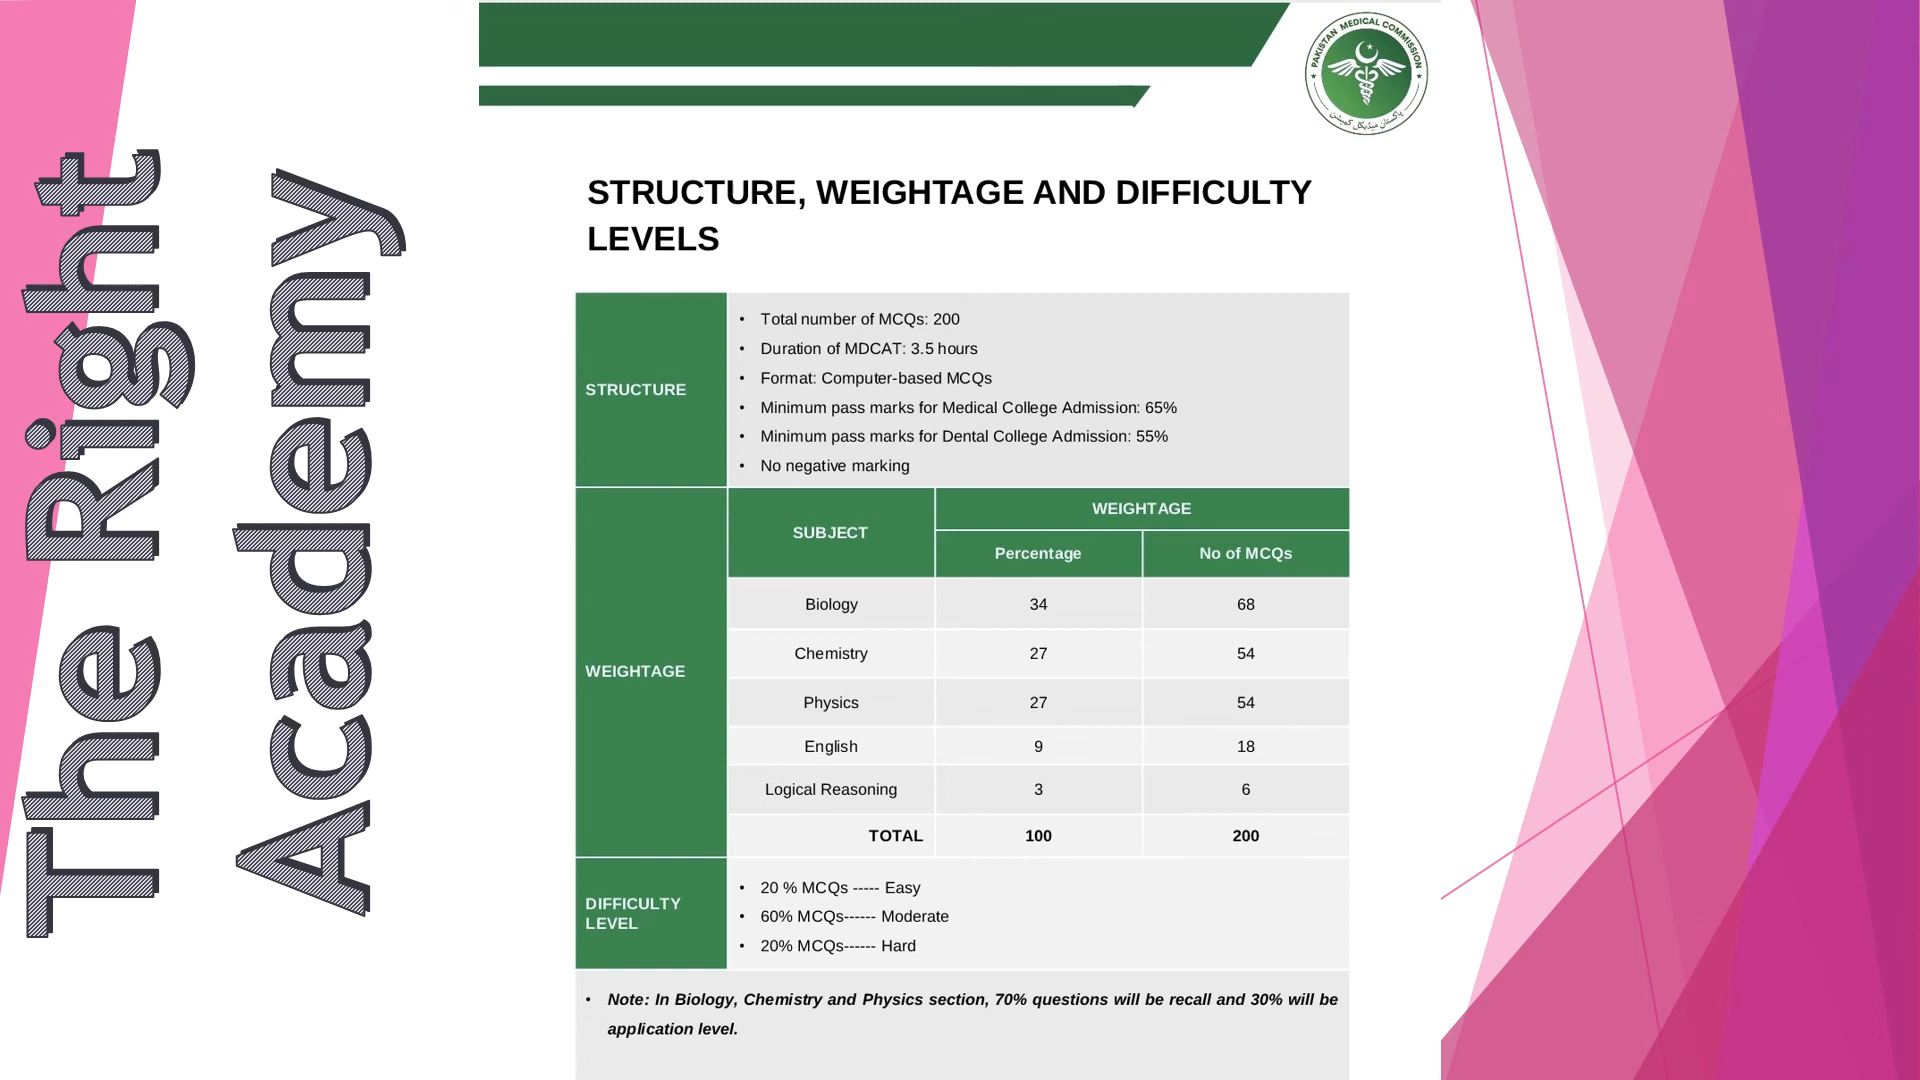 The Right
Academy
PAKISTAN MEDICAL COMMISSION
پاکستان میڈیکل کمیشن
STRUCTURE, WEIGHTAGE AND DIFFICULTY
LEVELS
STRUCTURE
• Total number of MCQs: 200
• Duration of MDCAT: 3.5 hours
• Format: Computer-based MCQs
• Minimum pass marks for Medical College Admission: 65%
• Minimum pass marks for Dental College Admission: 55%
• No negative marking
WEIGHTAGE
SUBJECT
WEIGHTAGE
Percentage No of MCQs
Biology 34 68
Chemistry 27 54
Physics 27 54
English 9 18
Logical Reasoning 3 6
TOTAL 100 200
DIFFICULTY
LEVEL
• 20 % MCQs ----- Easy
• 60% MCQs------ Moderate
• 20% MCQs------ Hard
• Note: In Biology, Chemistry and Physics section, 70% questions will be recall and 30% will be
application level.